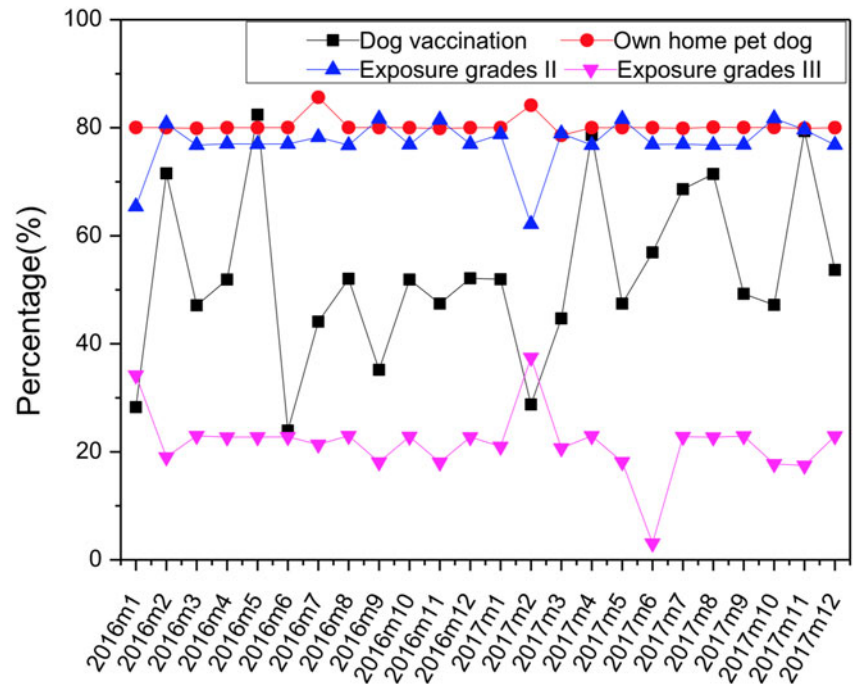 100
80
60
40
20
0
Percentage(%)
Dog vaccination
Own home pet dog
Exposure grades II
Exposure grades III
2016m1
2016m2
2016m3
2016m4
2016m5
2016m6
2016m7
2016m8
2016m9
2016m10
2016m11
2016m12
2017m1
2017m2
2017m3
2017m4
2017m5
2017m6
2017m7
2017m8
2017m9
2017m10
2017m11
2017m12